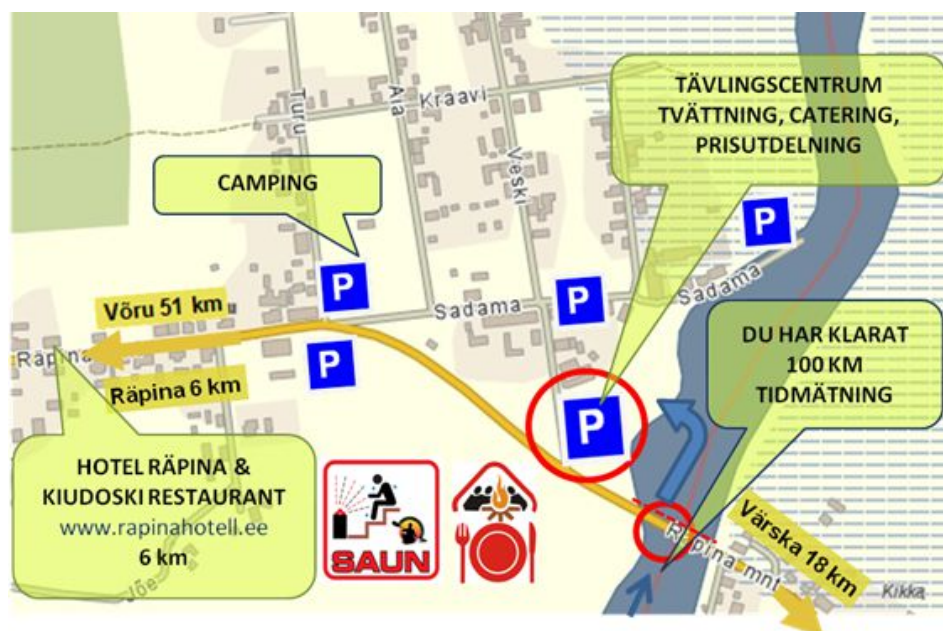 TÄVLINGSCENTRUM
TVÄTTNING, CATERING,
PRISUTDELNING
Tiuru
Aia
Kraavi
Veski
CAMPING
P
P
P
Sadama
Sadama
Võru 51 km
DU HAR KLARAT
100 KM
TIDMÄTNING
Räpina
P
Räpina 6 km
P
HOTEL RÄPINA &
KIUDOSKI RESTAURANT
www.rapinahotell.ee
6 km
SAUN
Räpina mnt
Värska 18 km
Jõe
Kikka